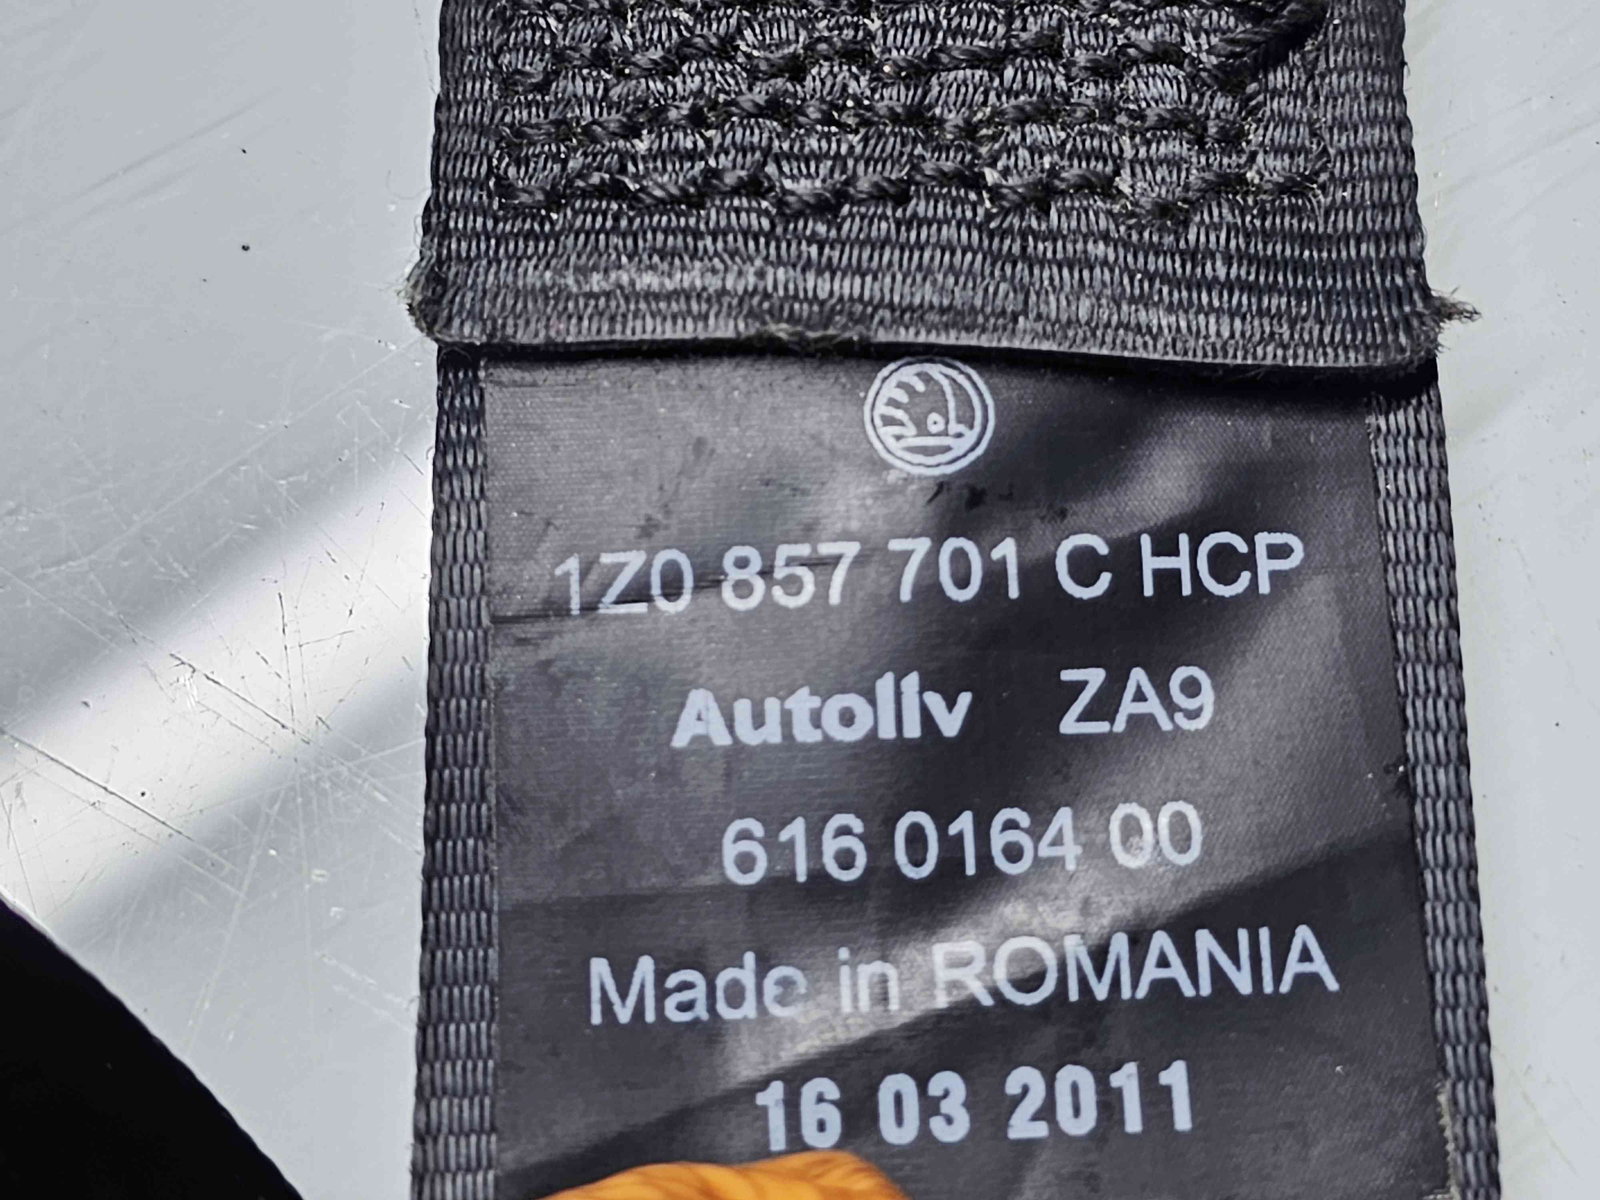 1Z0 857 701 C HCP
Autoliv ZA9
616 0164 00
Made in ROMANIA
16 03 2011